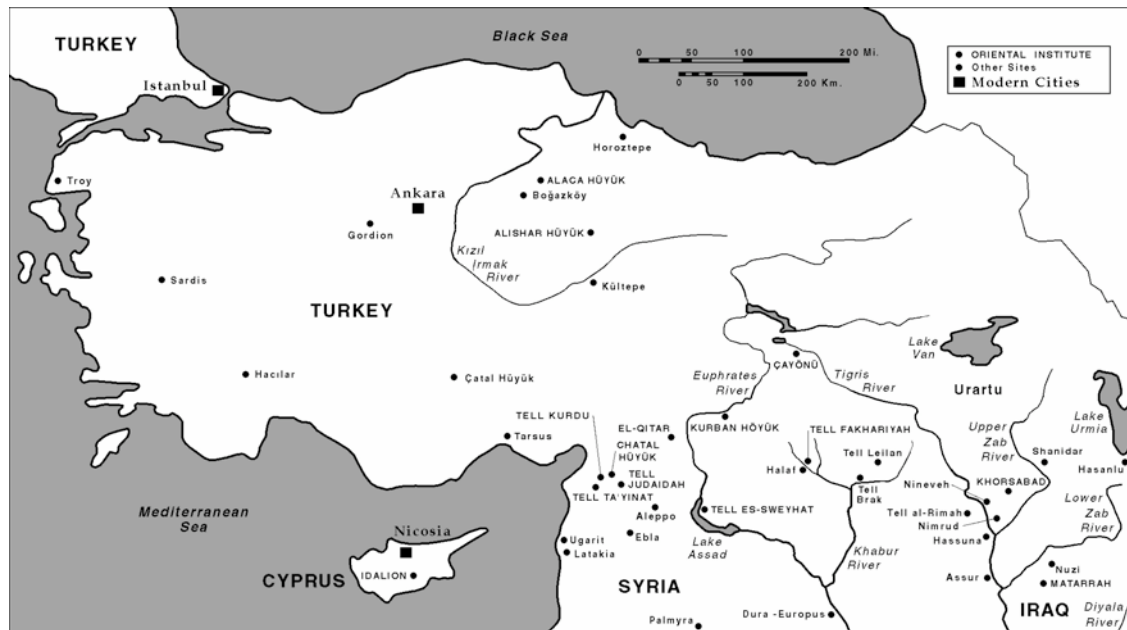 TURKEY
Black Sea
0 50 100 200 Mi.
0 50 100 200 Km.
ORIENTAL INSTITUTE
Other Sites
Modern Cities
Istanbul
Horoztepe
Troy
ALACA HÜYÜK
Ankara
Boğazköy
Gordion
ALISHAR HÜYÜK
Kızıl
Irmak
River
Sardis
Kültepe
TURKEY
Lake
Van
ÇAYÖNÜ
Hacılar
Çatal Hüyük
Euphrates
River
Tigris
River
Urartu
TELL KURDU
EL-QITAR
KURBAN HÖYÜK
Upper
Zab
River
Lake
Urmia
Tarsus
CHATAL
HÜYÜK
TELL FAKHARIYAH
Shanidar
Halaf
Tell Leilan
Hasanlu
TELL
JUDAIDAH
TELL TA'YINAT
Tell
Brak
Nineveh
KHORSABAD
Mediterranean
Sea
Aleppo
TELL ES-SWEYHAT
Tell al-Rimah
Nimrud
Lower
Zab
River
Nicosia
Ugarit
Ebla
Lake
Assad
Hassuna
Latakia
Khabur
River
CYPRUS
IDALION
SYRIA
Assur
Nuzi
MATARRAH
Palmyra
Dura -Europus
IRAQ
Diyala
River